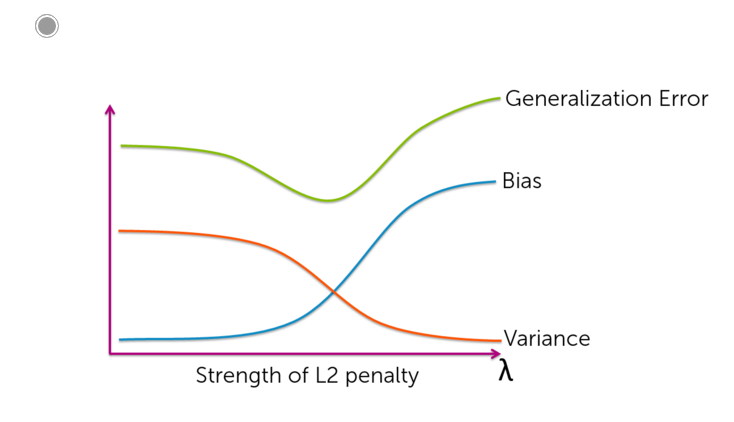 Generalization Error
Bias
Variance
Strength of L2 penalty
λ